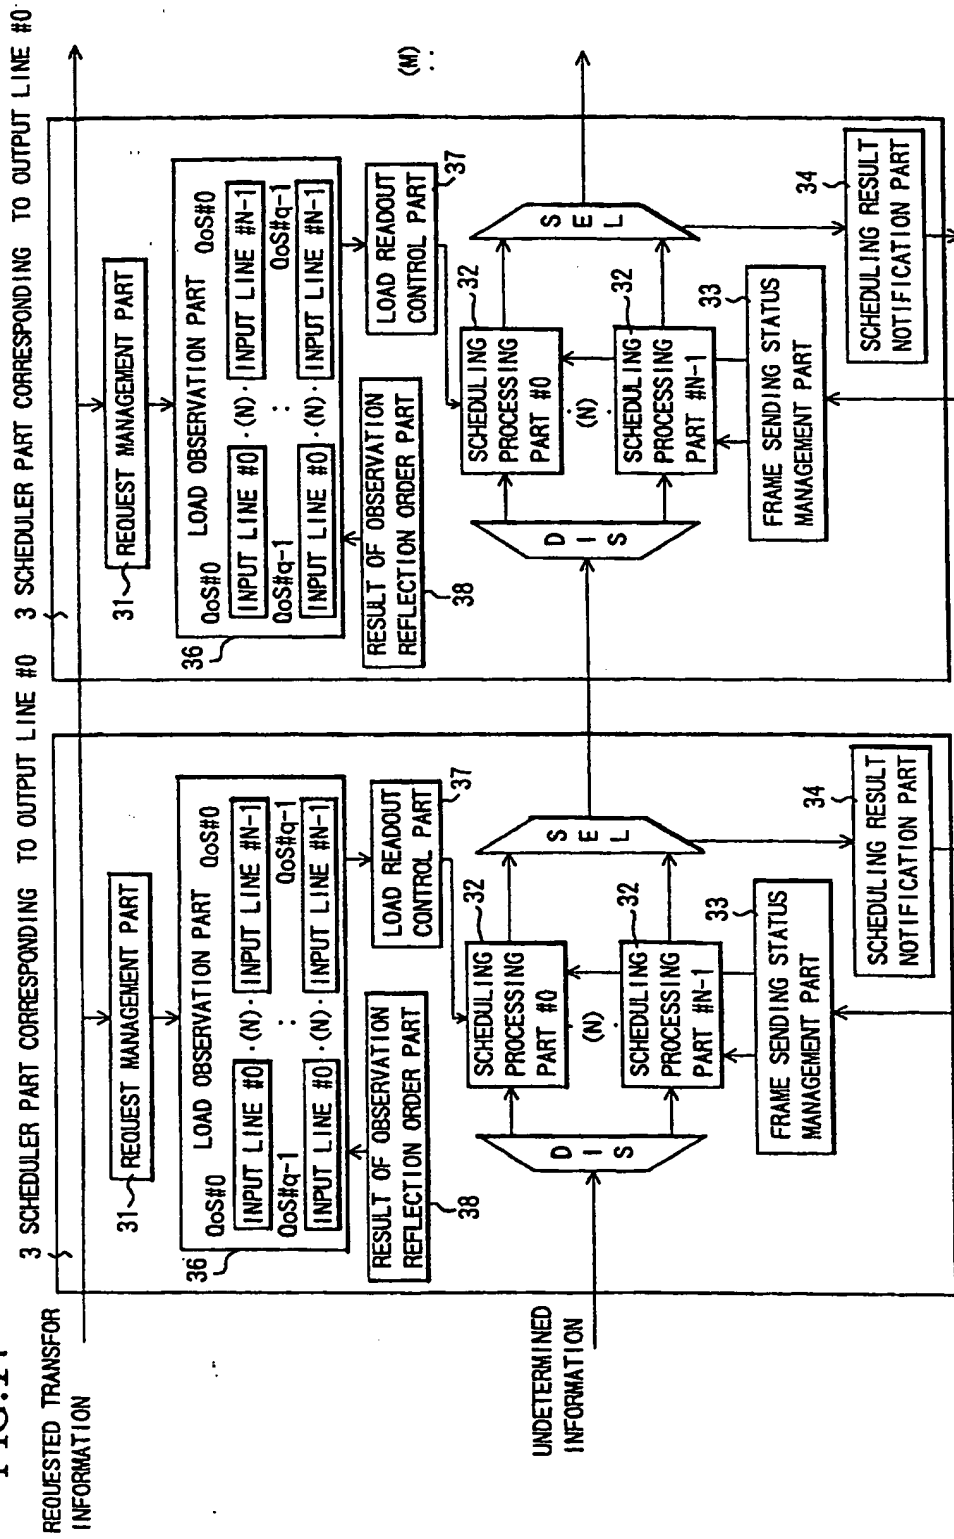 REQUESTED TRANSFOR
INFORMATION
3 SCHEDULER PART CORRESPONDING TO OUTPUT LINE #0
31
REQUEST MANAGEMENT PART
36
LOAD OBSERVATION PART
QoS#0
QoS#0
INPUT LINE #0
·(N)·
INPUT LINE #N-1
QoS#q-1
:
QoS#q-1
INPUT LINE #0
·(N)·
INPUT LINE #N-1
RESULT OF OBSERVATION
REFLECTION ORDER PART
38
LOAD READOUT
CONTROL PART
37
UNDETERMINED
INFORMATION
DIS
32
SCHEDULING
PROCESSING
PART #0
(N)
32
SCHEDULING
PROCESSING
PART #N-1
SEL
33
FRAME SENDING STATUS
MANAGEMENT PART
34
SCHEDULING RESULT
NOTIFICATION PART
3 SCHEDULER PART CORRESPONDING TO OUTPUT LINE #0
31
REQUEST MANAGEMENT PART
36
LOAD OBSERVATION PART
QoS#0
QoS#0
INPUT LINE #0
·(N)·
INPUT LINE #N-1
QoS#q-1
:
QoS#q-1
INPUT LINE #0
·(N)·
INPUT LINE #N-1
RESULT OF OBSERVATION
REFLECTION ORDER PART
38
LOAD READOUT
CONTROL PART
37
DIS
32
SCHEDULING
PROCESSING
PART #0
(N)
32
SCHEDULING
PROCESSING
PART #N-1
SEL
33
FRAME SENDING STATUS
MANAGEMENT PART
34
SCHEDULING RESULT
NOTIFICATION PART
(M)